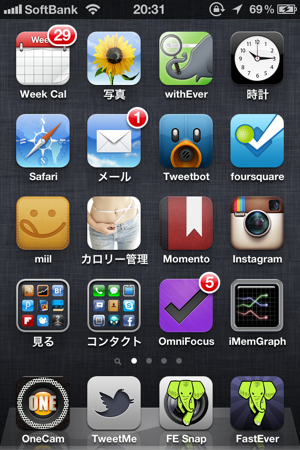 SoftBank 20:31 69%
29 Week
Week Cal 写真 withEver 時計
1
Safari メール Tweetbot foursquare
miil カロリー管理 Momento Instagram
5
見る コンタクト OmniFocus iMemGraph
ONE
OneCam TweetMe FE Snap FastEver